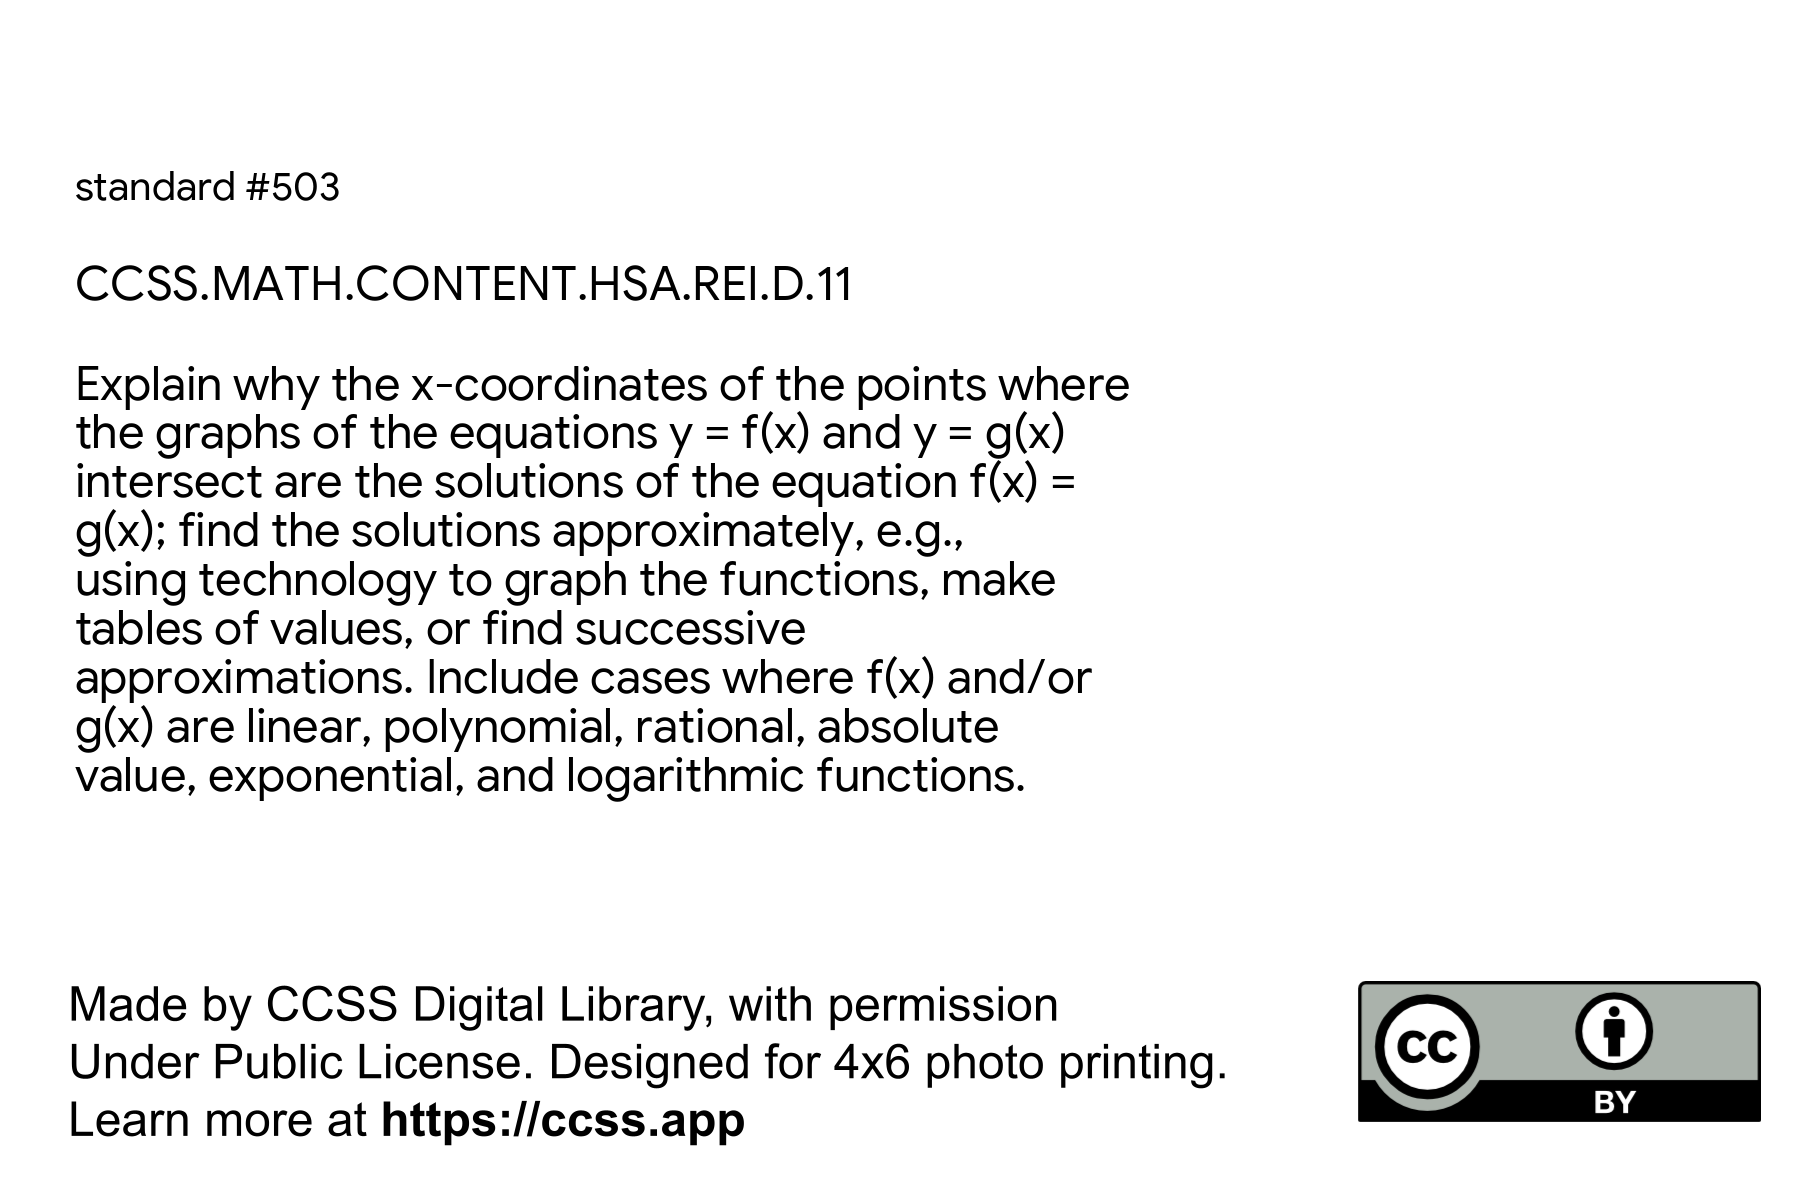 standard #503
CCSS.MATH.CONTENT.HSA.REI.D.11
Explain why the x-coordinates of the points where
the graphs of the equations y = f(x) and y = g(x)
intersect are the solutions of the equation f(x) =
g(x); find the solutions approximately, e.g.,
using technology to graph the functions, make
tables of values, or find successive
approximations. Include cases where f(x) and/or
g(x) are linear, polynomial, rational, absolute
value, exponential, and logarithmic functions.
Made by CCSS Digital Library, with permission
Under Public License. Designed for 4x6 photo printing.
Learn more at https://ccss.app
cc
BY